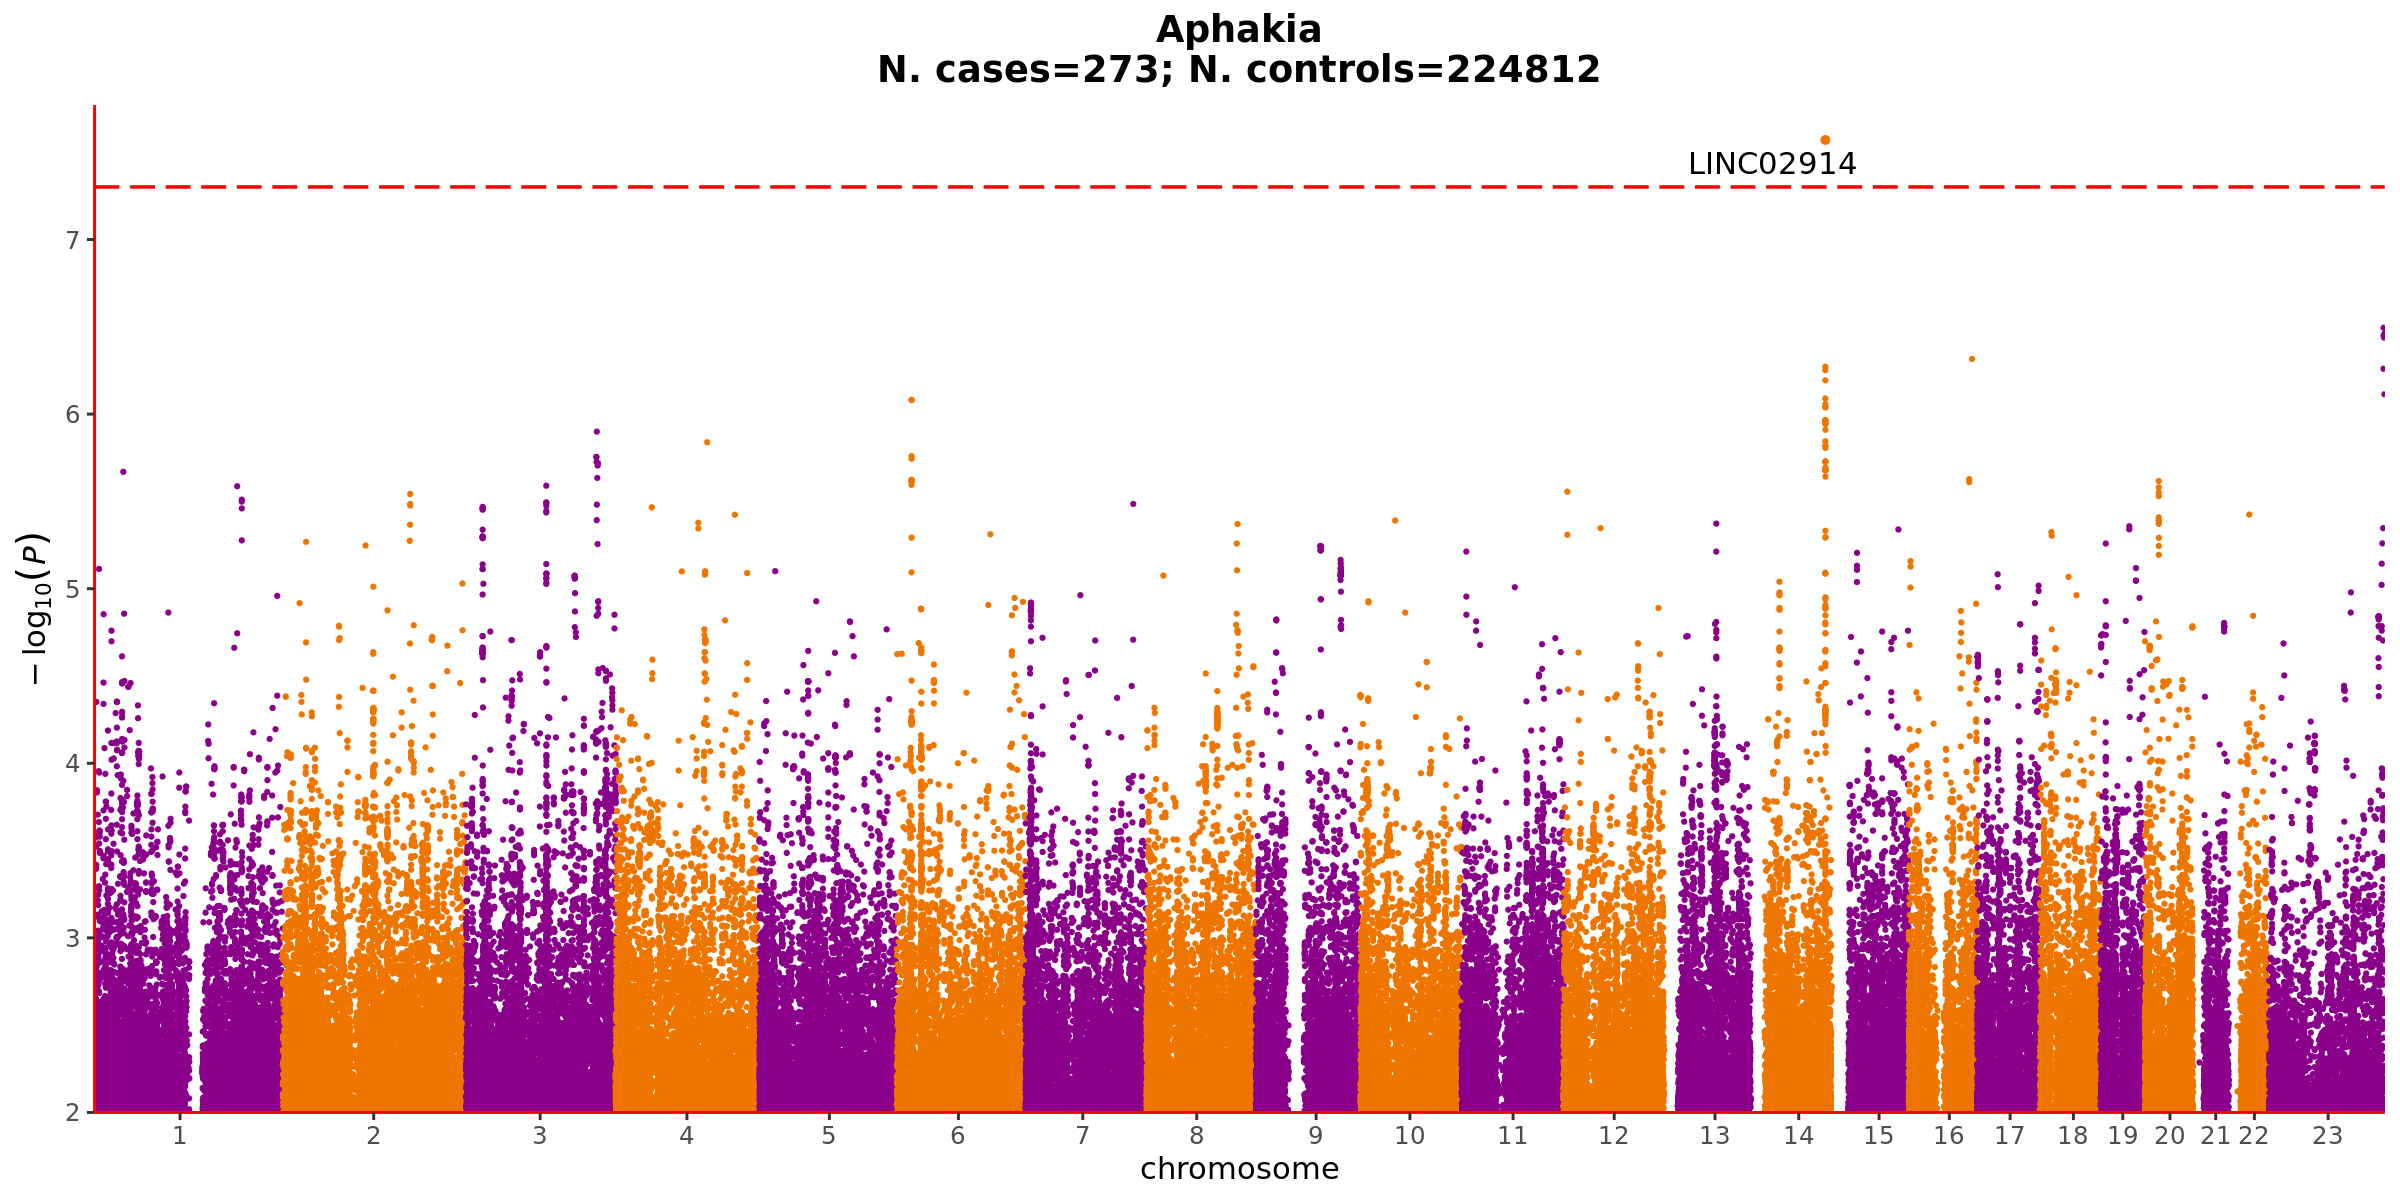 Aphakia
N. cases=273; N. controls=224812
LINC02914
7
6
5
4
3
2
−log10(P)
1 2 3 4 5 6 7 8 9 10 11 12 13 14 15 16 17 18 19 20 21 22 23
chromosome